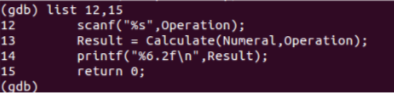 (gdb) list 12,15
12 scanf("%s",Operation);
13 Result = Calculate(Numeral,Operation);
14 printf("%6.2f\n",Result);
15 return 0;
(gdb)